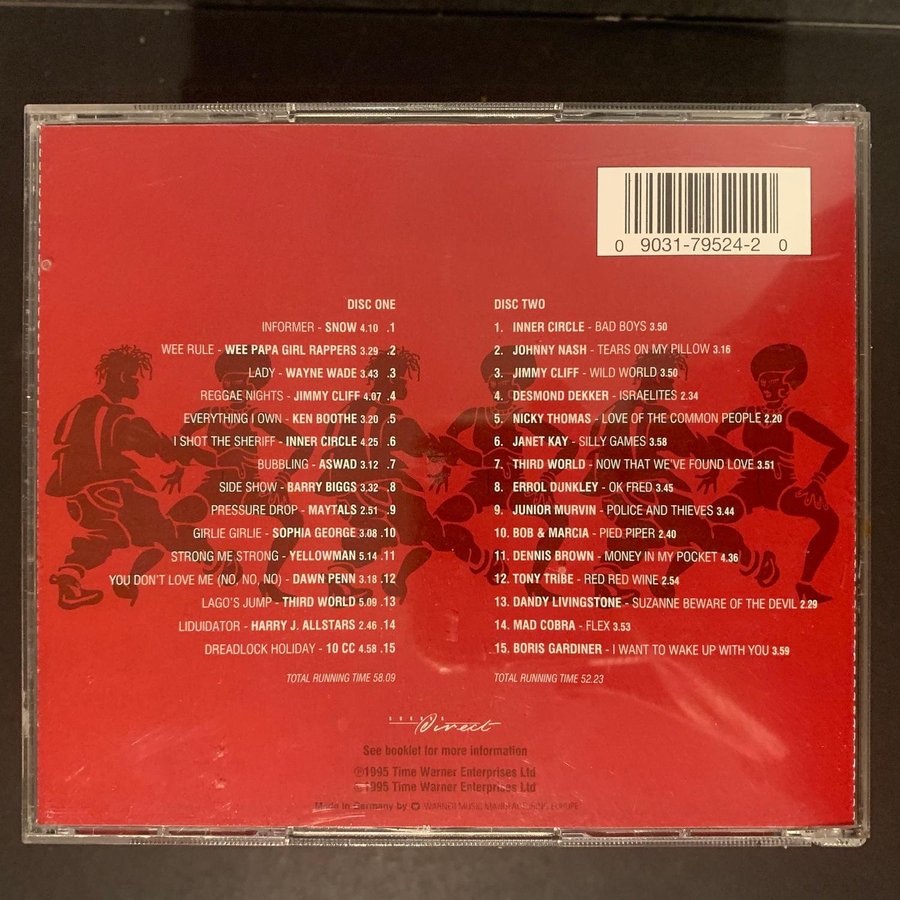 0 9031-79524-2 0
DISC ONE
INFORMER - SNOW 4.10 .1
WEE RULE - WEE PAPA GIRL RAPPERS 3.29 .2
LADY - WAYNE WADE 3.43 .3
REGGAE NIGHTS - JIMMY CLIFF 4.07 .4
EVERYTHING I OWN - KEN BOOTHE 3.20 .5
I SHOT THE SHERIFF - INNER CIRCLE 4.25 .6
BUBBLING - ASWAD 3.12 .7
SIDE SHOW - BARRY BIGGS 3.32 .8
PRESSURE DROP - MAYTALS 2.51 .9
GIRLIE GIRLIE - SOPHIA GEORGE 3.08 .10
STRONG ME STRONG - YELLOWMAN 5.14 .11
YOU DON'T LOVE ME (NO, NO, NO) - DAWN PENN 3.18 .12
LAGO'S JUMP - THIRD WORLD 5.09 .13
LIDUIDATOR - HARRY J. ALLSTARS 2.46 .14
DREADLOCK HOLIDAY - 10 CC 4.58 .15
TOTAL RUNNING TIME 58.09
DISC TWO
1. INNER CIRCLE - BAD BOYS 3.50
2. JOHNNY NASH - TEARS ON MY PILLOW 3.16
3. JIMMY CLIFF - WILD WORLD 3.50
4. DESMOND DEKKER - ISRAELITES 2.34
5. NICKY THOMAS - LOVE OF THE COMMON PEOPLE 2.20
6. JANET KAY - SILLY GAMES 3.58
7. THIRD WORLD - NOW THAT WE'VE FOUND LOVE 3.51
8. ERROL DUNKLEY - OK FRED 3.45
9. JUNIOR MURVIN - POLICE AND THIEVES 3.44
10. BOB & MARCIA - PIED PIPER 2.40
11. DENNIS BROWN - MONEY IN MY POCKET 4.36
12. TONY TRIBE - RED RED WINE 2.54
13. DANDY LIVINGSTONE - SUZANNE BEWARE OF THE DEVIL 2.29
14. MAD COBRA - FLEX 3.53
15. BORIS GARDINER - I WANT TO WAKE UP WITH YOU 3.59
TOTAL RUNNING TIME 52.23
Direct
See booklet for more information
℗1995 Time Warner Enterprises Ltd
©1995 Time Warner Enterprises Ltd
Made in Germany by WARNER MUSIC MANUFACTURING EUROPE